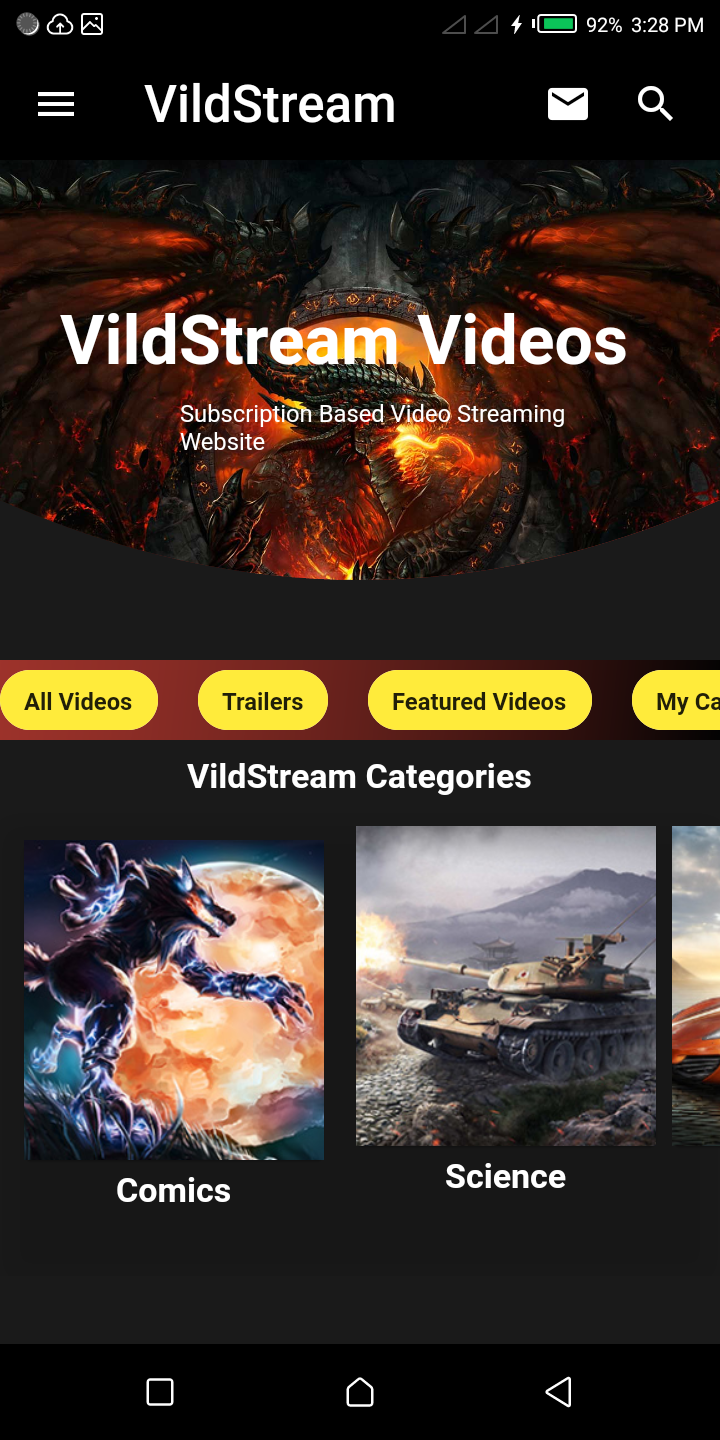 92% 3:28 PM
VildStream
VildStream Videos
Subscription Based Video Streaming
Website
All Videos Trailers Featured Videos My Ca
VildStream Categories
Comics Science